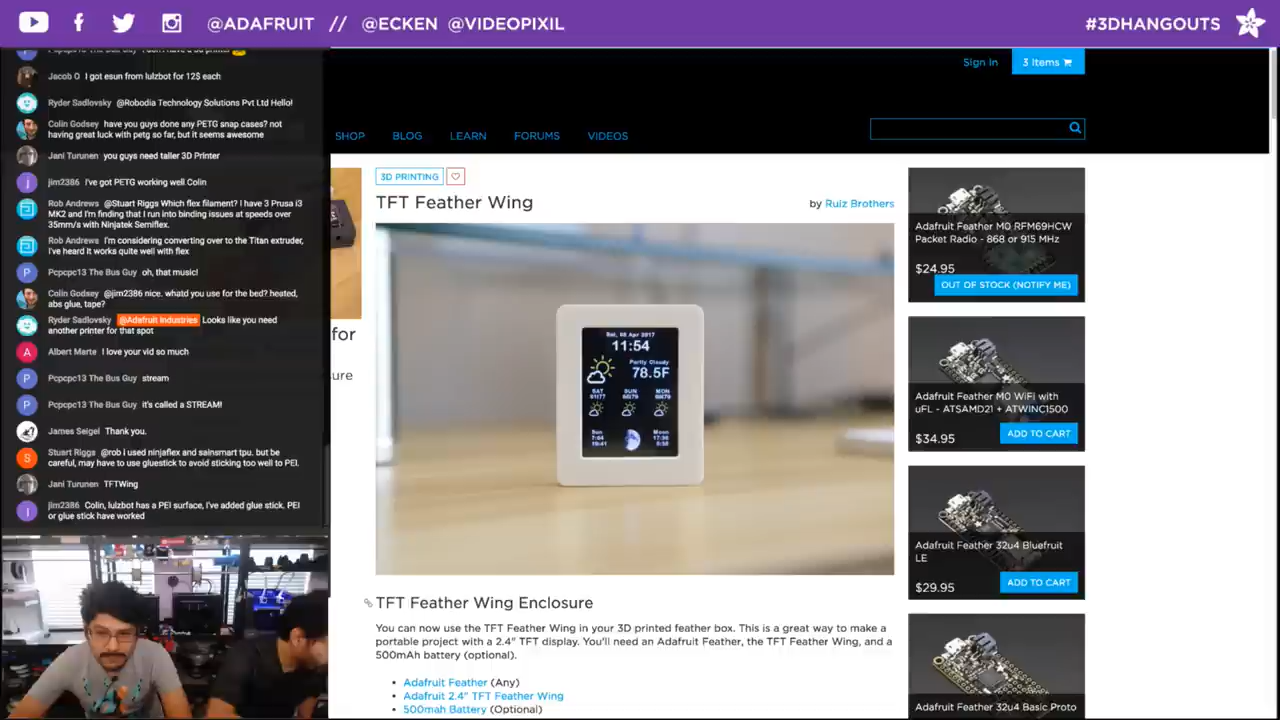 @ADAFRUIT // @ECKEN @VIDEOPIXIL
#3DHANGOUTS
Jacob O I got esun from lulzbot for 12$ each
Ryder Sadlovsky @Robodia Technology Solutions Pvt Ltd Hello!
Colin Godsey have you guys done any PETG snap cases? not
having great luck with petg so far, but it seems awesome
Jani Turunen you guys need taller 3D Printer
jim2386 I've got PETG working well Colin
Rob Andrews @Stuart Riggs Which flex filament? I have 3 Prusa i3
MK2 and I'm finding that I run into binding issues at speeds over
35mm/s with Ninjatek Semiflex.
Rob Andrews I'm considering converting over to the Titan extruder,
I've heard it works quite well with flex
Pcpcpc13 The Bus Guy oh, that music!
Colin Godsey @jim2386 nice. whatd you use for the bed? heated,
abs glue, tape?
Ryder Sadlovsky @Adafruit Industries Looks like you need
another printer for that spot
Albert Marte I love your vid so much
Pcpcpc13 The Bus Guy stream
Pcpcpc13 The Bus Guy it's called a STREAM!
James Seigel Thank you.
Stuart Riggs @rob i used ninjaflex and sainsmart tpu. but be
careful, may have to use gluestick to avoid sticking too well to PEI.
Jani Turunen TFTWing
jim2386 Colin, lulzbot has a PEI surface, I've added glue stick. PEI
or glue stick have worked
Sign In
3 Items
SHOP BLOG LEARN FORUMS VIDEOS
for
sure
3D PRINTING
TFT Feather Wing
by Ruiz Brothers
Sat, 08 Apr 2017
11:54
Partly Cloudy
78.5F
SAT SUN MON
Sun Moon
TFT Feather Wing Enclosure
You can now use the TFT Feather Wing in your 3D printed feather box. This is a great way to make a
portable project with a 2.4" TFT display. You'll need an Adafruit Feather, the TFT Feather Wing, and a
500mAh battery (optional).
Adafruit Feather (Any)
Adafruit 2.4" TFT Feather Wing
500mah Battery (Optional)
Adafruit Feather M0 RFM69HCW
Packet Radio - 868 or 915 MHz
$24.95
OUT OF STOCK (NOTIFY ME)
Adafruit Feather M0 WiFi with
uFL - ATSAMD21 + ATWINC1500
$34.95
ADD TO CART
Adafruit Feather 32u4 Bluefruit
LE
$29.95
ADD TO CART
Adafruit Feather 32u4 Basic Proto